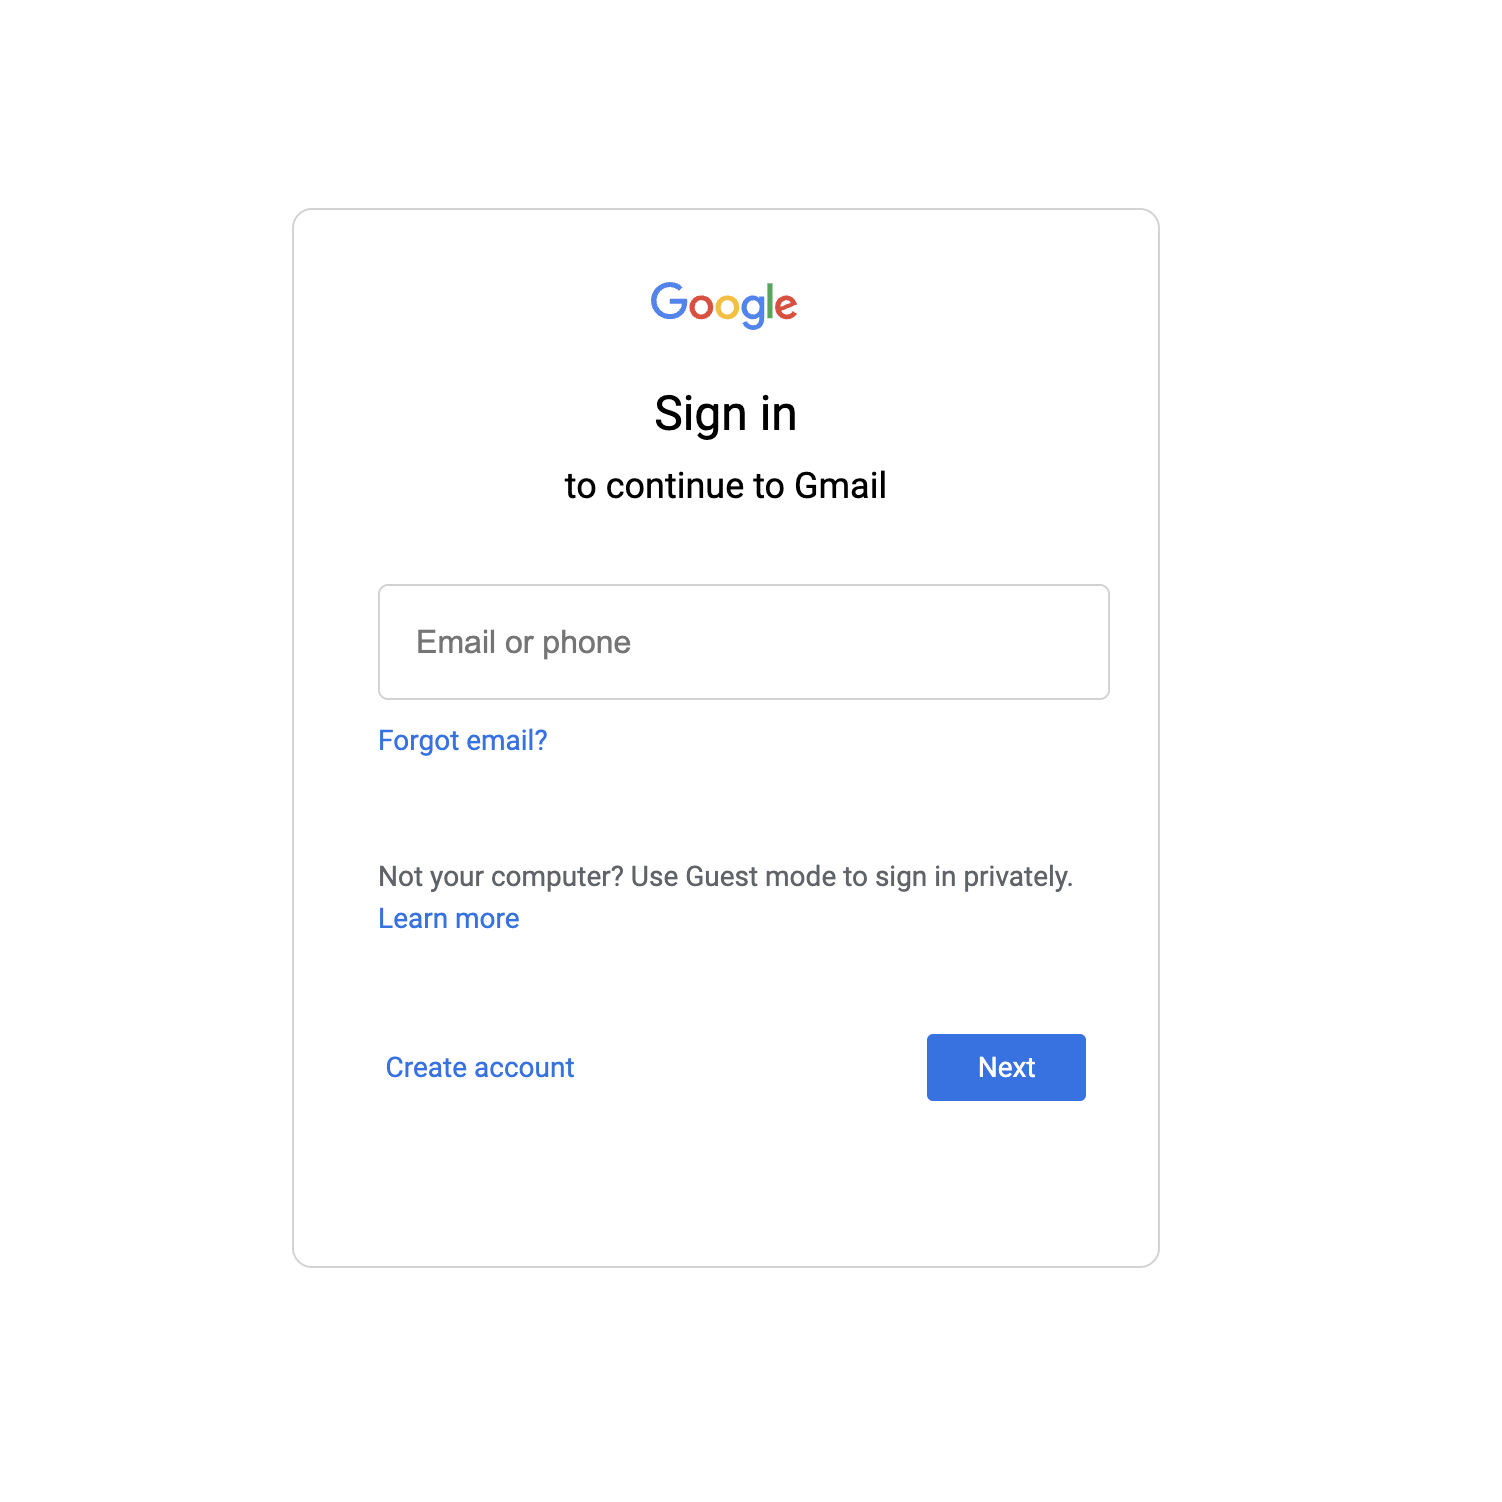 Google
Sign in
to continue to Gmail
Email or phone
Forgot email?
Not your computer? Use Guest mode to sign in privately.
Learn more
Create account
Next